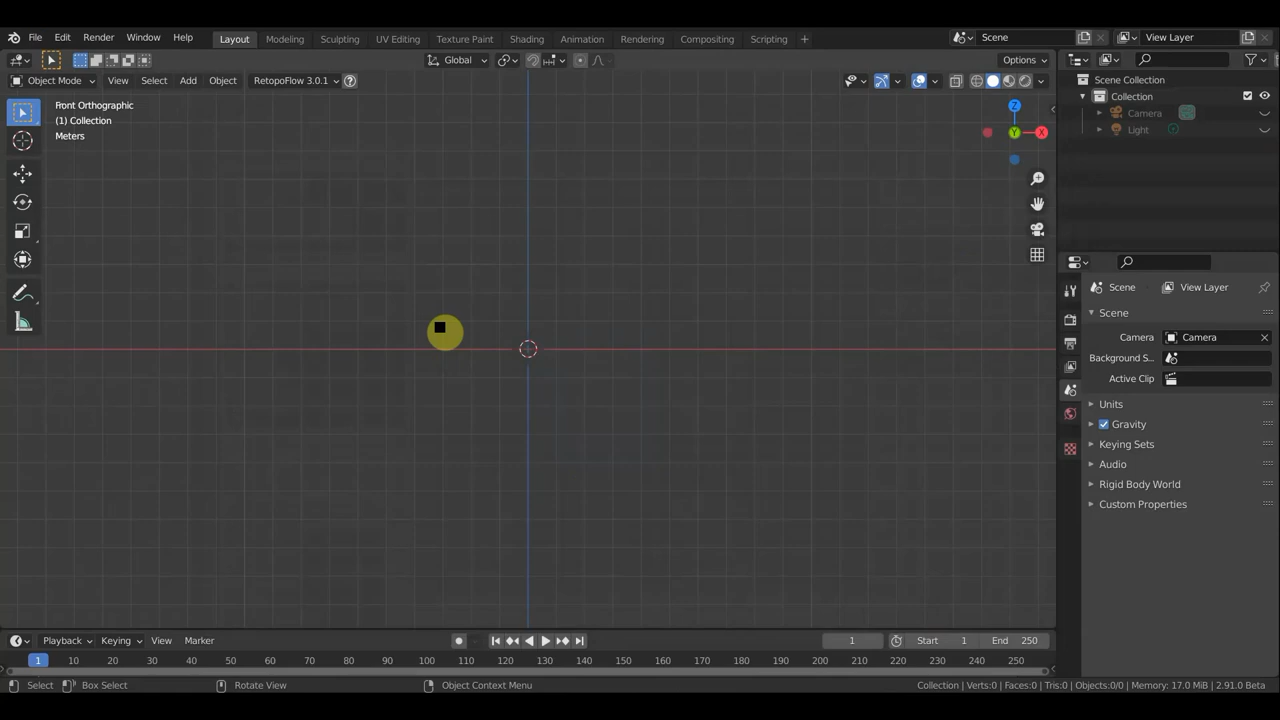 File Edit Render Window Help Layout Modeling Sculpting UV Editing Texture Paint Shading Animation Rendering Compositing Scripting + Scene View Layer
Global Options
Object Mode View Select Add Object RetopoFlow 3.0.1
Front Orthographic
(1) Collection
Meters
Z
Y
X
Scene Collection
Collection
Camera
Light
Scene View Layer
Scene
Camera Camera
Background S...
Active Clip
Units
Gravity
Keying Sets
Audio
Rigid Body World
Custom Properties
Playback Keying View Marker 1 Start 1 End 250
1 10 20 30 40 50 60 70 80 90 100 110 120 130 140 150 160 170 180 190 200 210 220 230 240 250
Select Box Select Rotate View Object Context Menu Collection | Verts:0 | Faces:0 | Tris:0 | Objects:0/0 | Memory: 17.0 MiB | 2.91.0 Beta